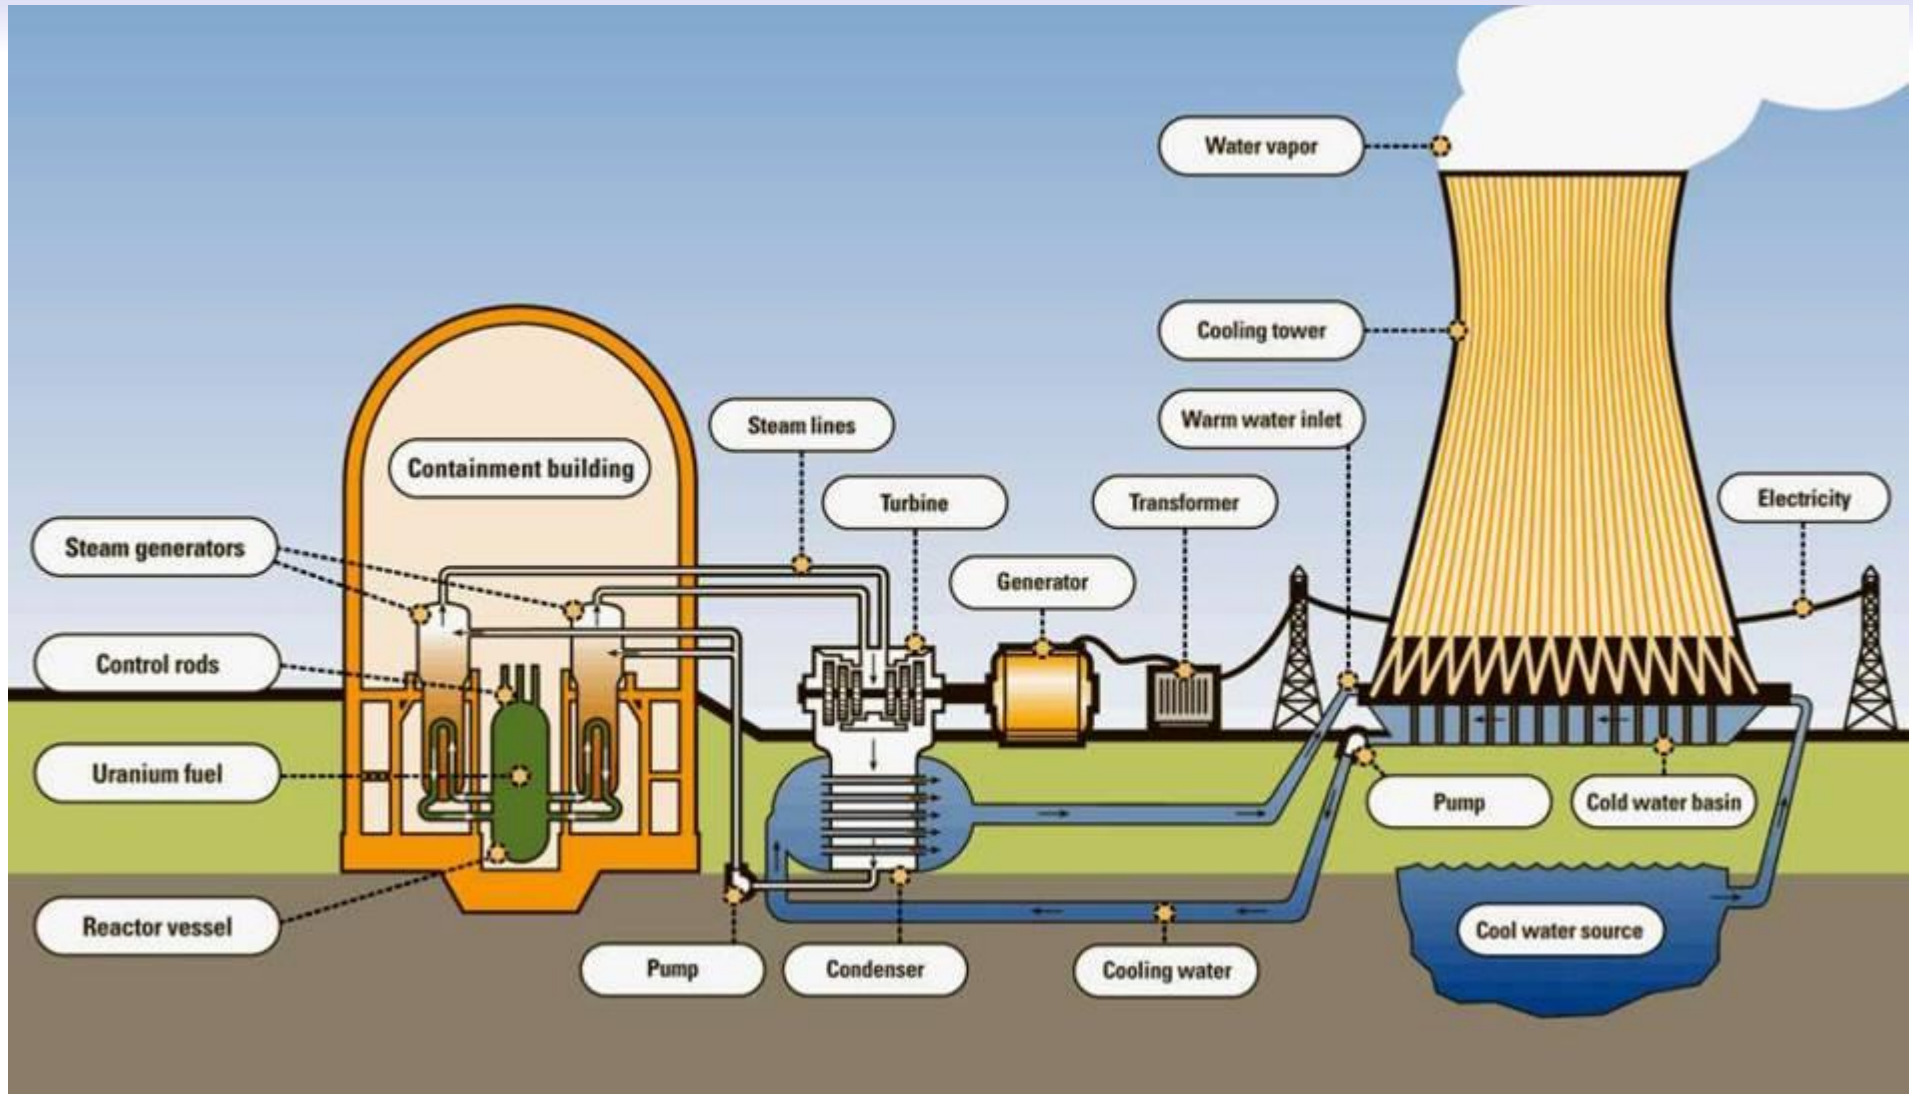 Water vapor
Cooling tower
Warm water inlet
Steam lines
Containment building
Turbine
Transformer
Electricity
Steam generators
Generator
Control rods
Uranium fuel
Pump
Cold water basin
Reactor vessel
Cool water source
Pump
Condenser
Cooling water